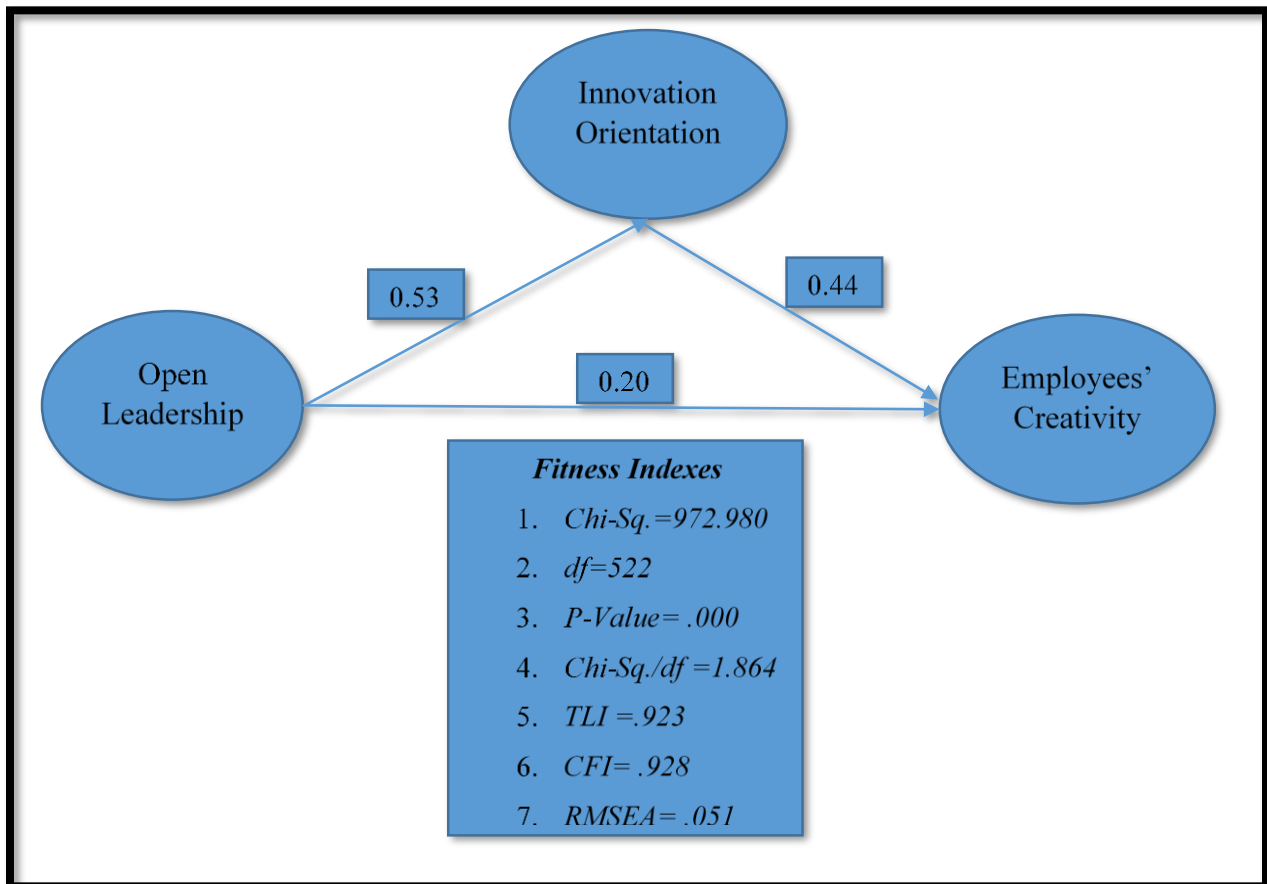 Innovation
Orientation
0.53
0.44
Open
Leadership
0.20
Employees’
Creativity
Fitness Indexes
1. Chi-Sq.=972.980
2. df=522
3. P-Value= .000
4. Chi-Sq./df =1.864
5. TLI =.923
6. CFI= .928
7. RMSEA= .051